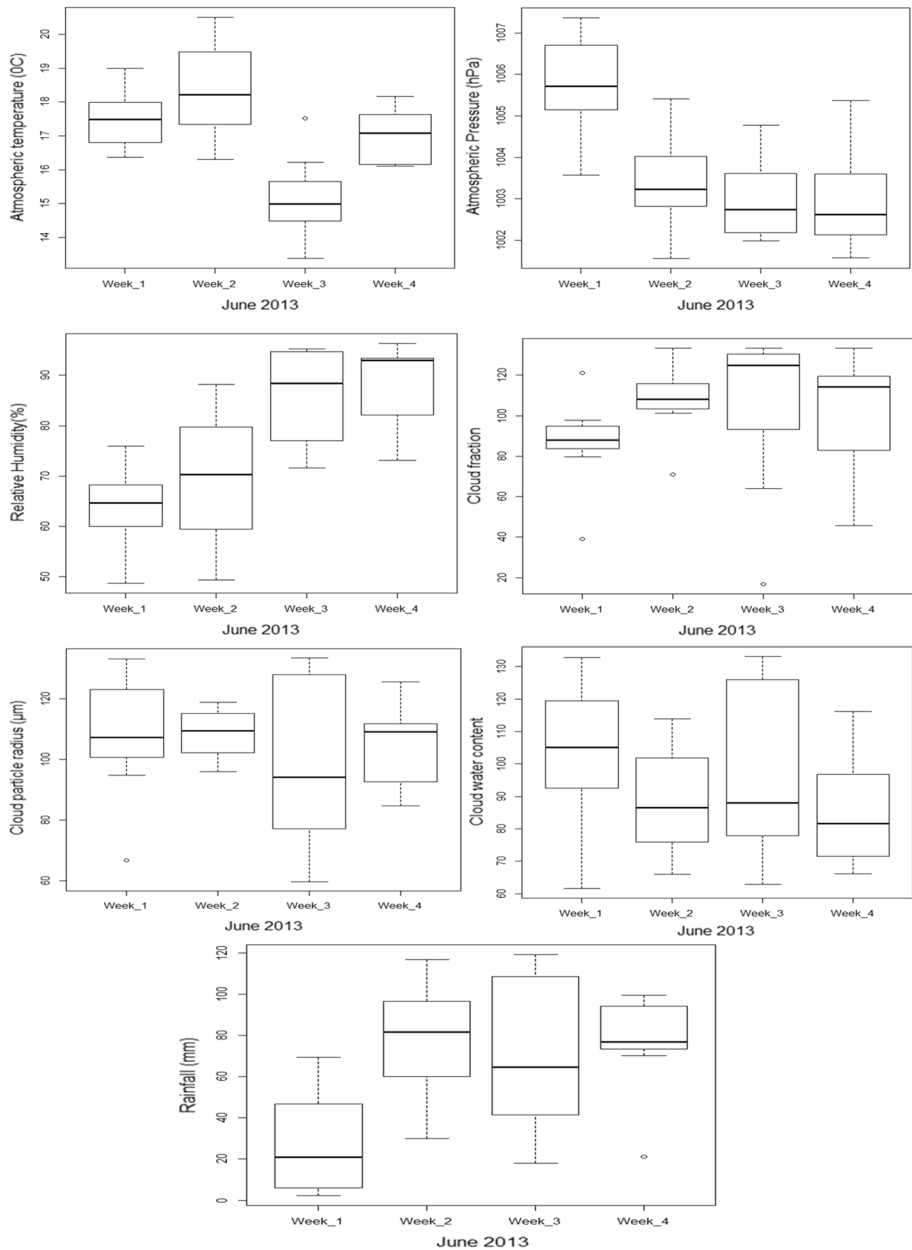 Atmospheric temperature (0C)
20
19
18
17
16
15
14
Week_1 Week_2 Week_3 Week_4
June 2013
Atmospheric Pressure (hPa)
1007
1006
1005
1004
1003
1002
Week_1 Week_2 Week_3 Week_4
June 2013
Relative Humidity(%)
90
80
70
60
50
Week_1 Week_2 Week_3 Week_4
June 2013
Cloud fraction
120
100
80
60
40
20
Week_1 Week_2 Week_3 Week_4
June 2013
Cloud particle radius (µm)
120
100
80
60
Week_1 Week_2 Week_3 Week_4
June 2013
Cloud water content
130
120
110
100
90
80
70
60
Week_1 Week_2 Week_3 Week_4
June 2013
Rainfall (mm)
120
100
80
60
40
20
0
Week_1 Week_2 Week_3 Week_4
June 2013